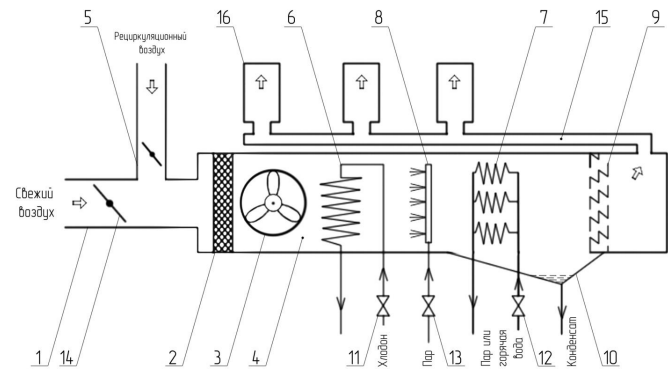 16
5
6
8
7
15
9
Рециркуляционный
воздух
Свежий
воздух
1
14
2
3
4
11
Хладон
Пар
13
Пар или
горячая
вода
12
Конденсат
10